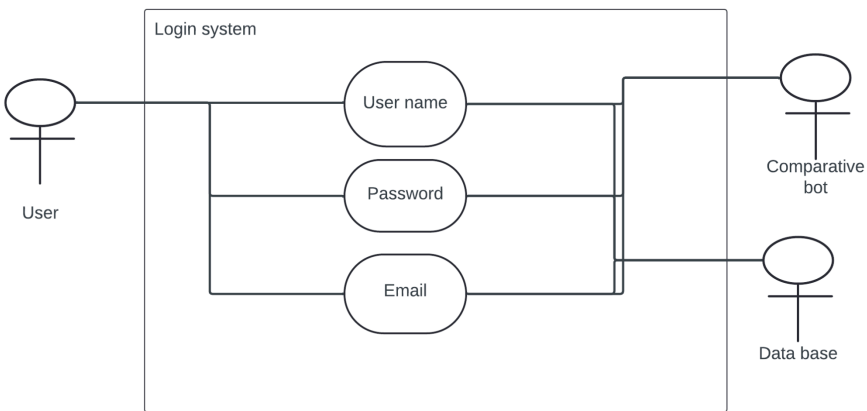 Login system
User name
Password
Email
User
Comparative
bot
Data base